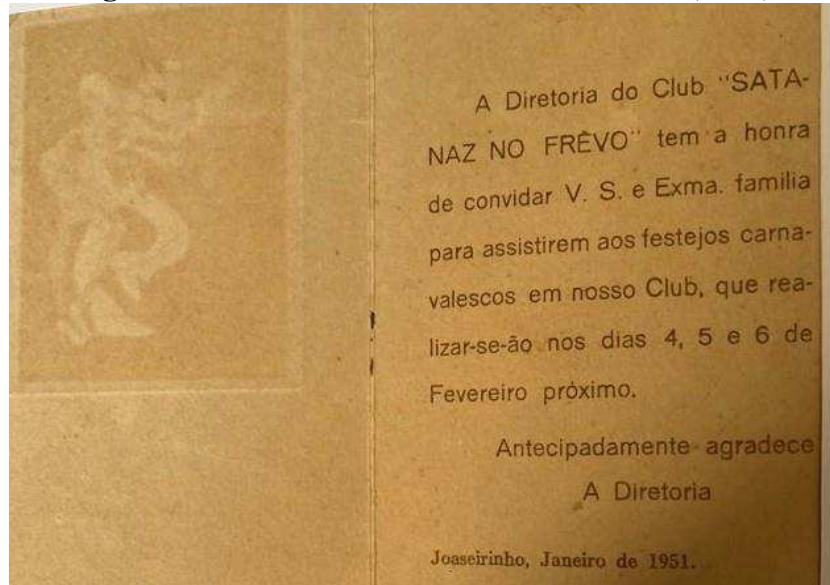 A Diretoria do Club "SATA-
NAZ NO FRÊVO" tem a honra
de convidar V. S. e Exma. familia
para assistirem aos festejos carna-
valescos em nosso Club, que rea-
lizar-se-ão nos dias 4, 5 e 6 de
Fevereiro próximo.
Antecipadamente agradece
A Diretoria
Joaseirinho, Janeiro de 1951.